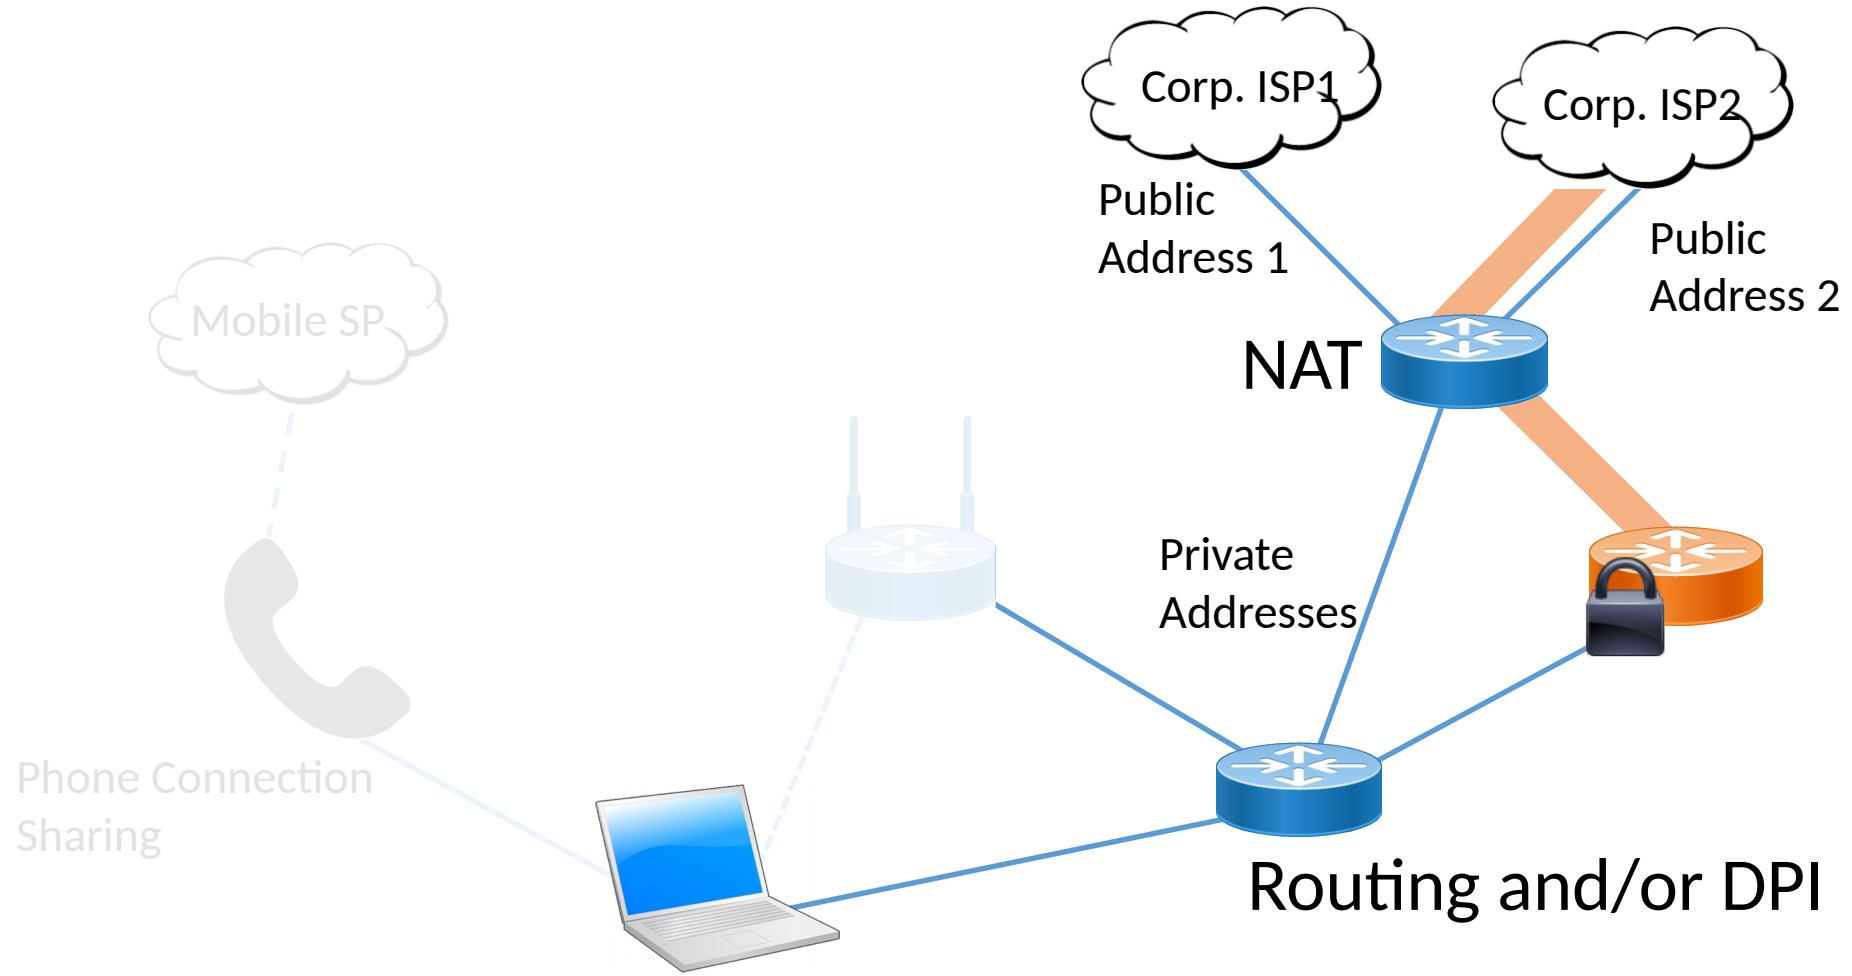 Corp. ISP1
Corp. ISP2
Public
Address 1
Public
Address 2
Mobile SP
NAT
Private
Addresses
Phone Connection
Sharing
Routing and/or DPI